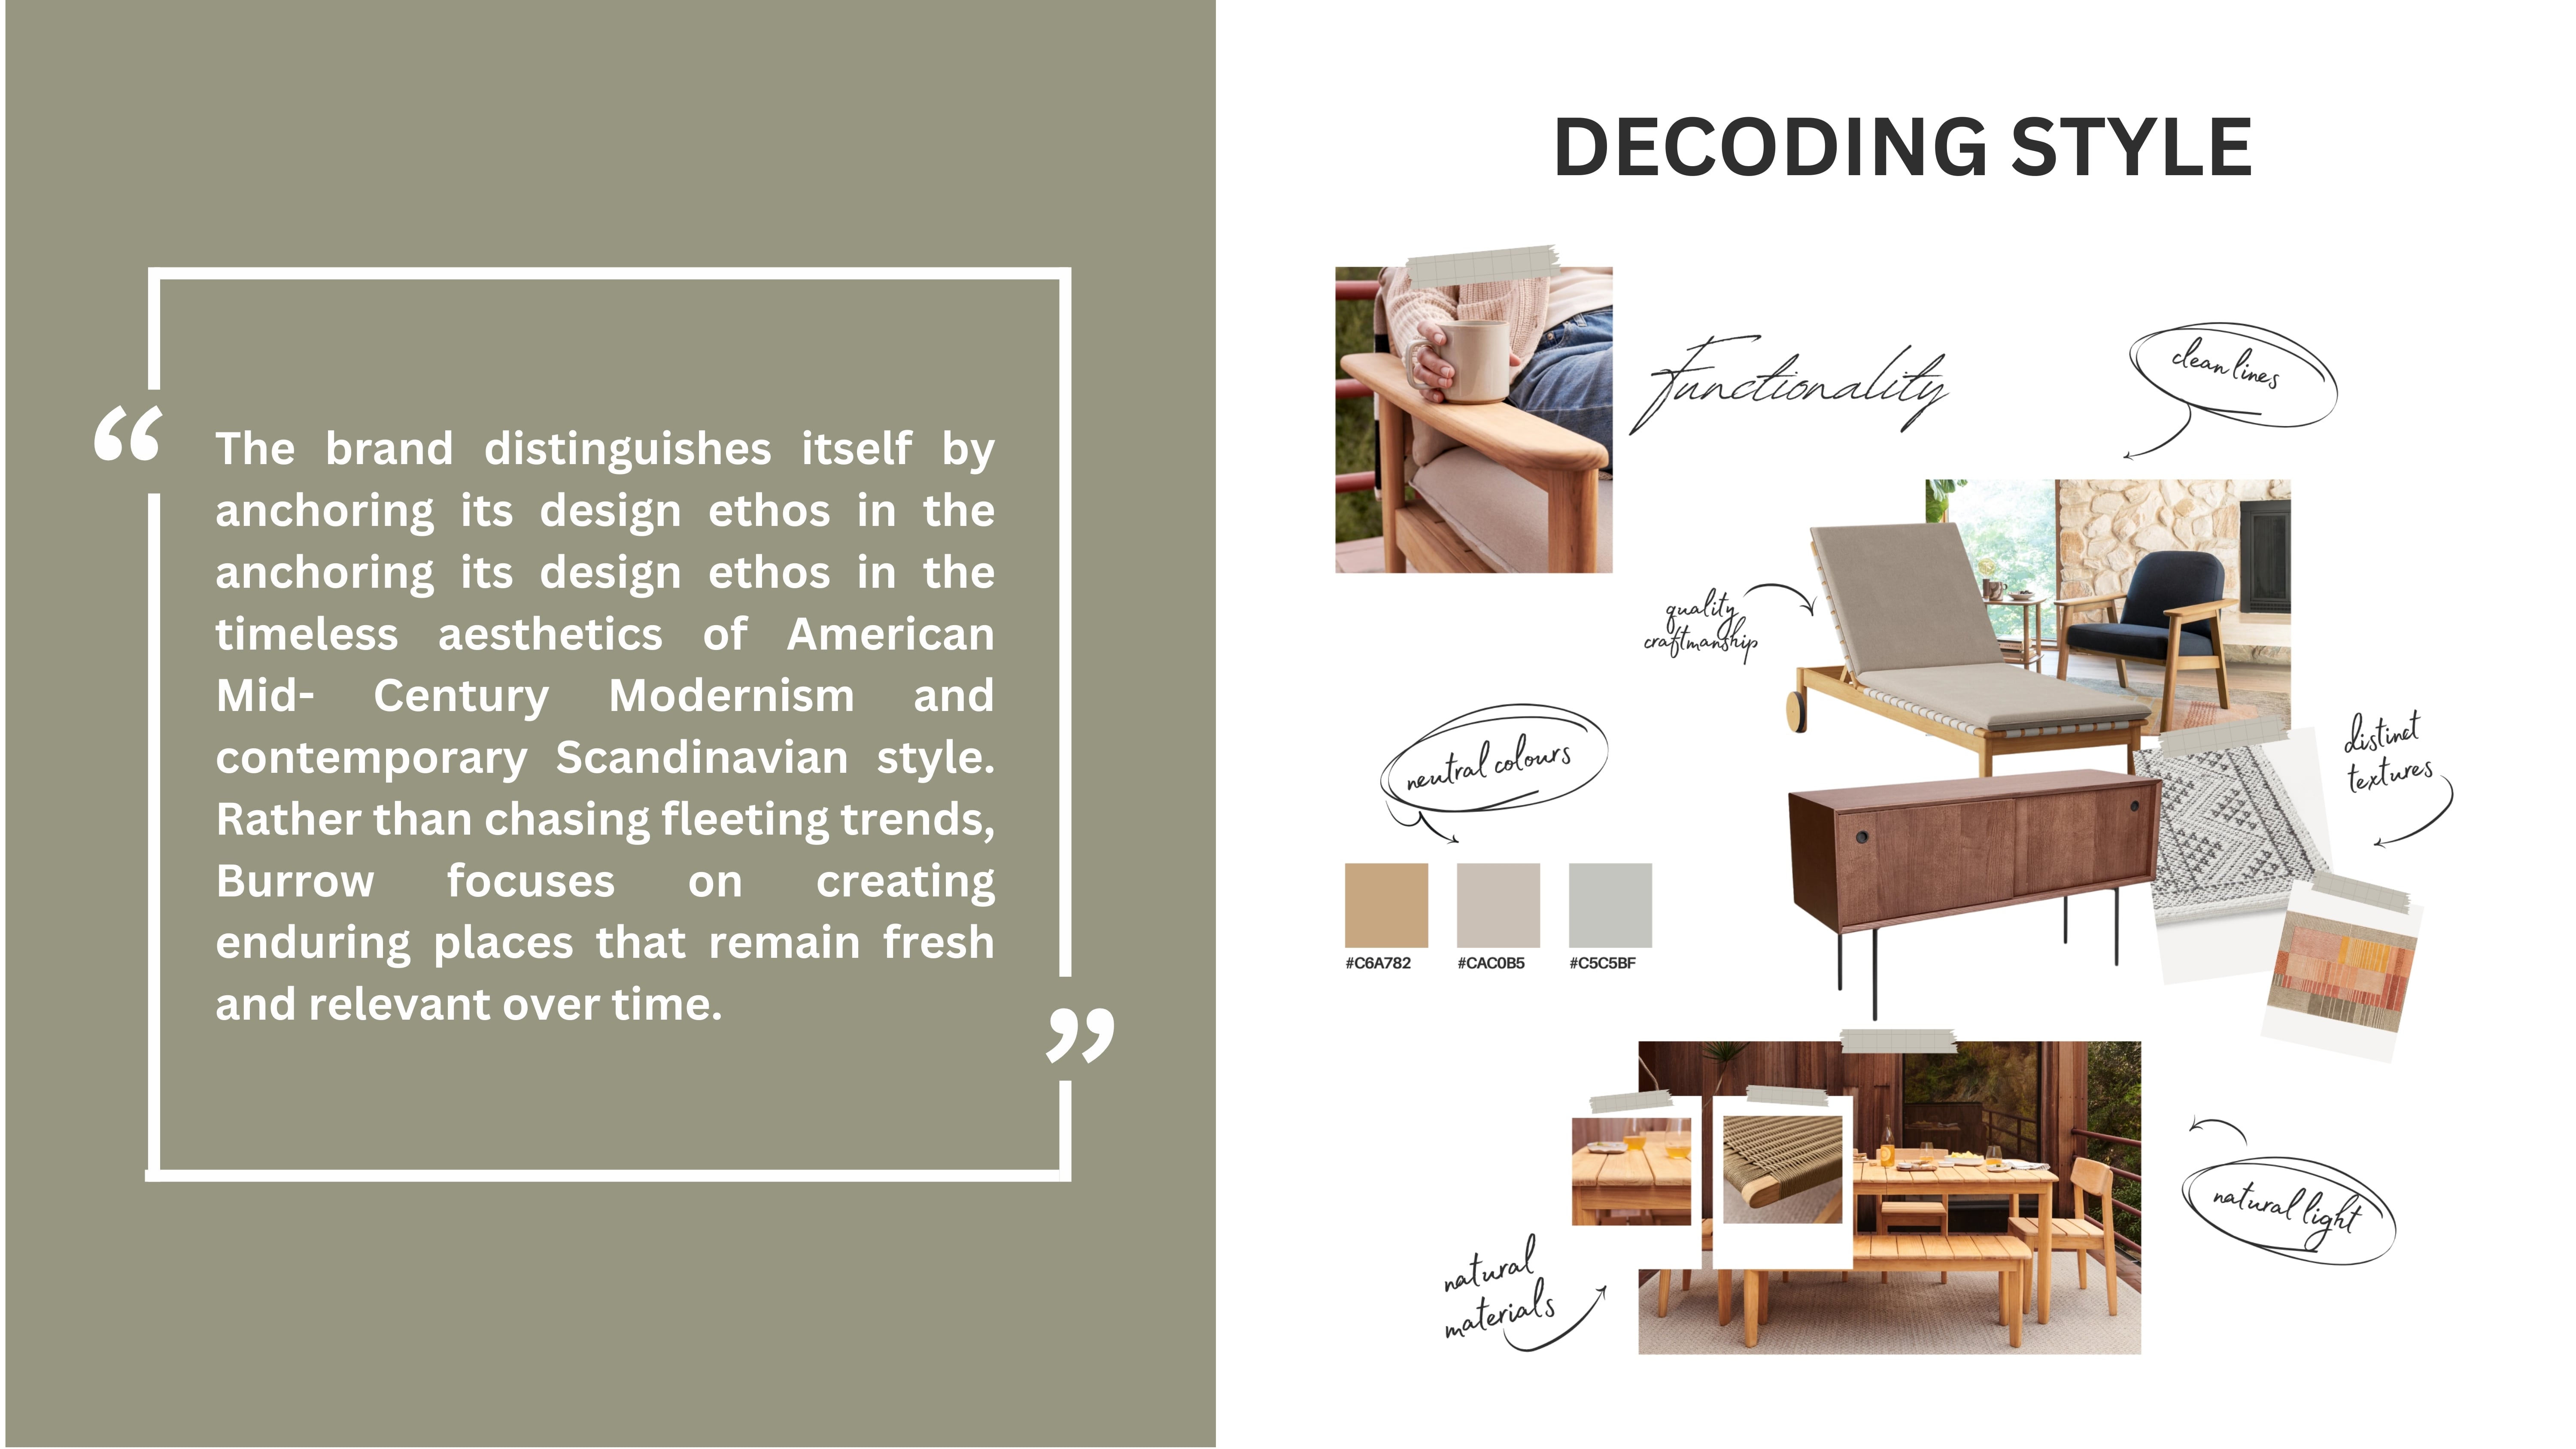 The brand distinguishes itself by
anchoring its design ethos in the
anchoring its design ethos in the
timeless aesthetics of American
Mid- Century Modernism and
contemporary Scandinavian style.
Rather than chasing fleeting trends,
Burrow focuses on creating
enduring places that remain fresh
and relevant over time.
“
”
DECODING STYLE
Functionality
clean lines
quality
craftmanship
neutral colours
distinct
textures
#C6A782
#CAC0B5
#C5C5BF
natural light
natural
materials